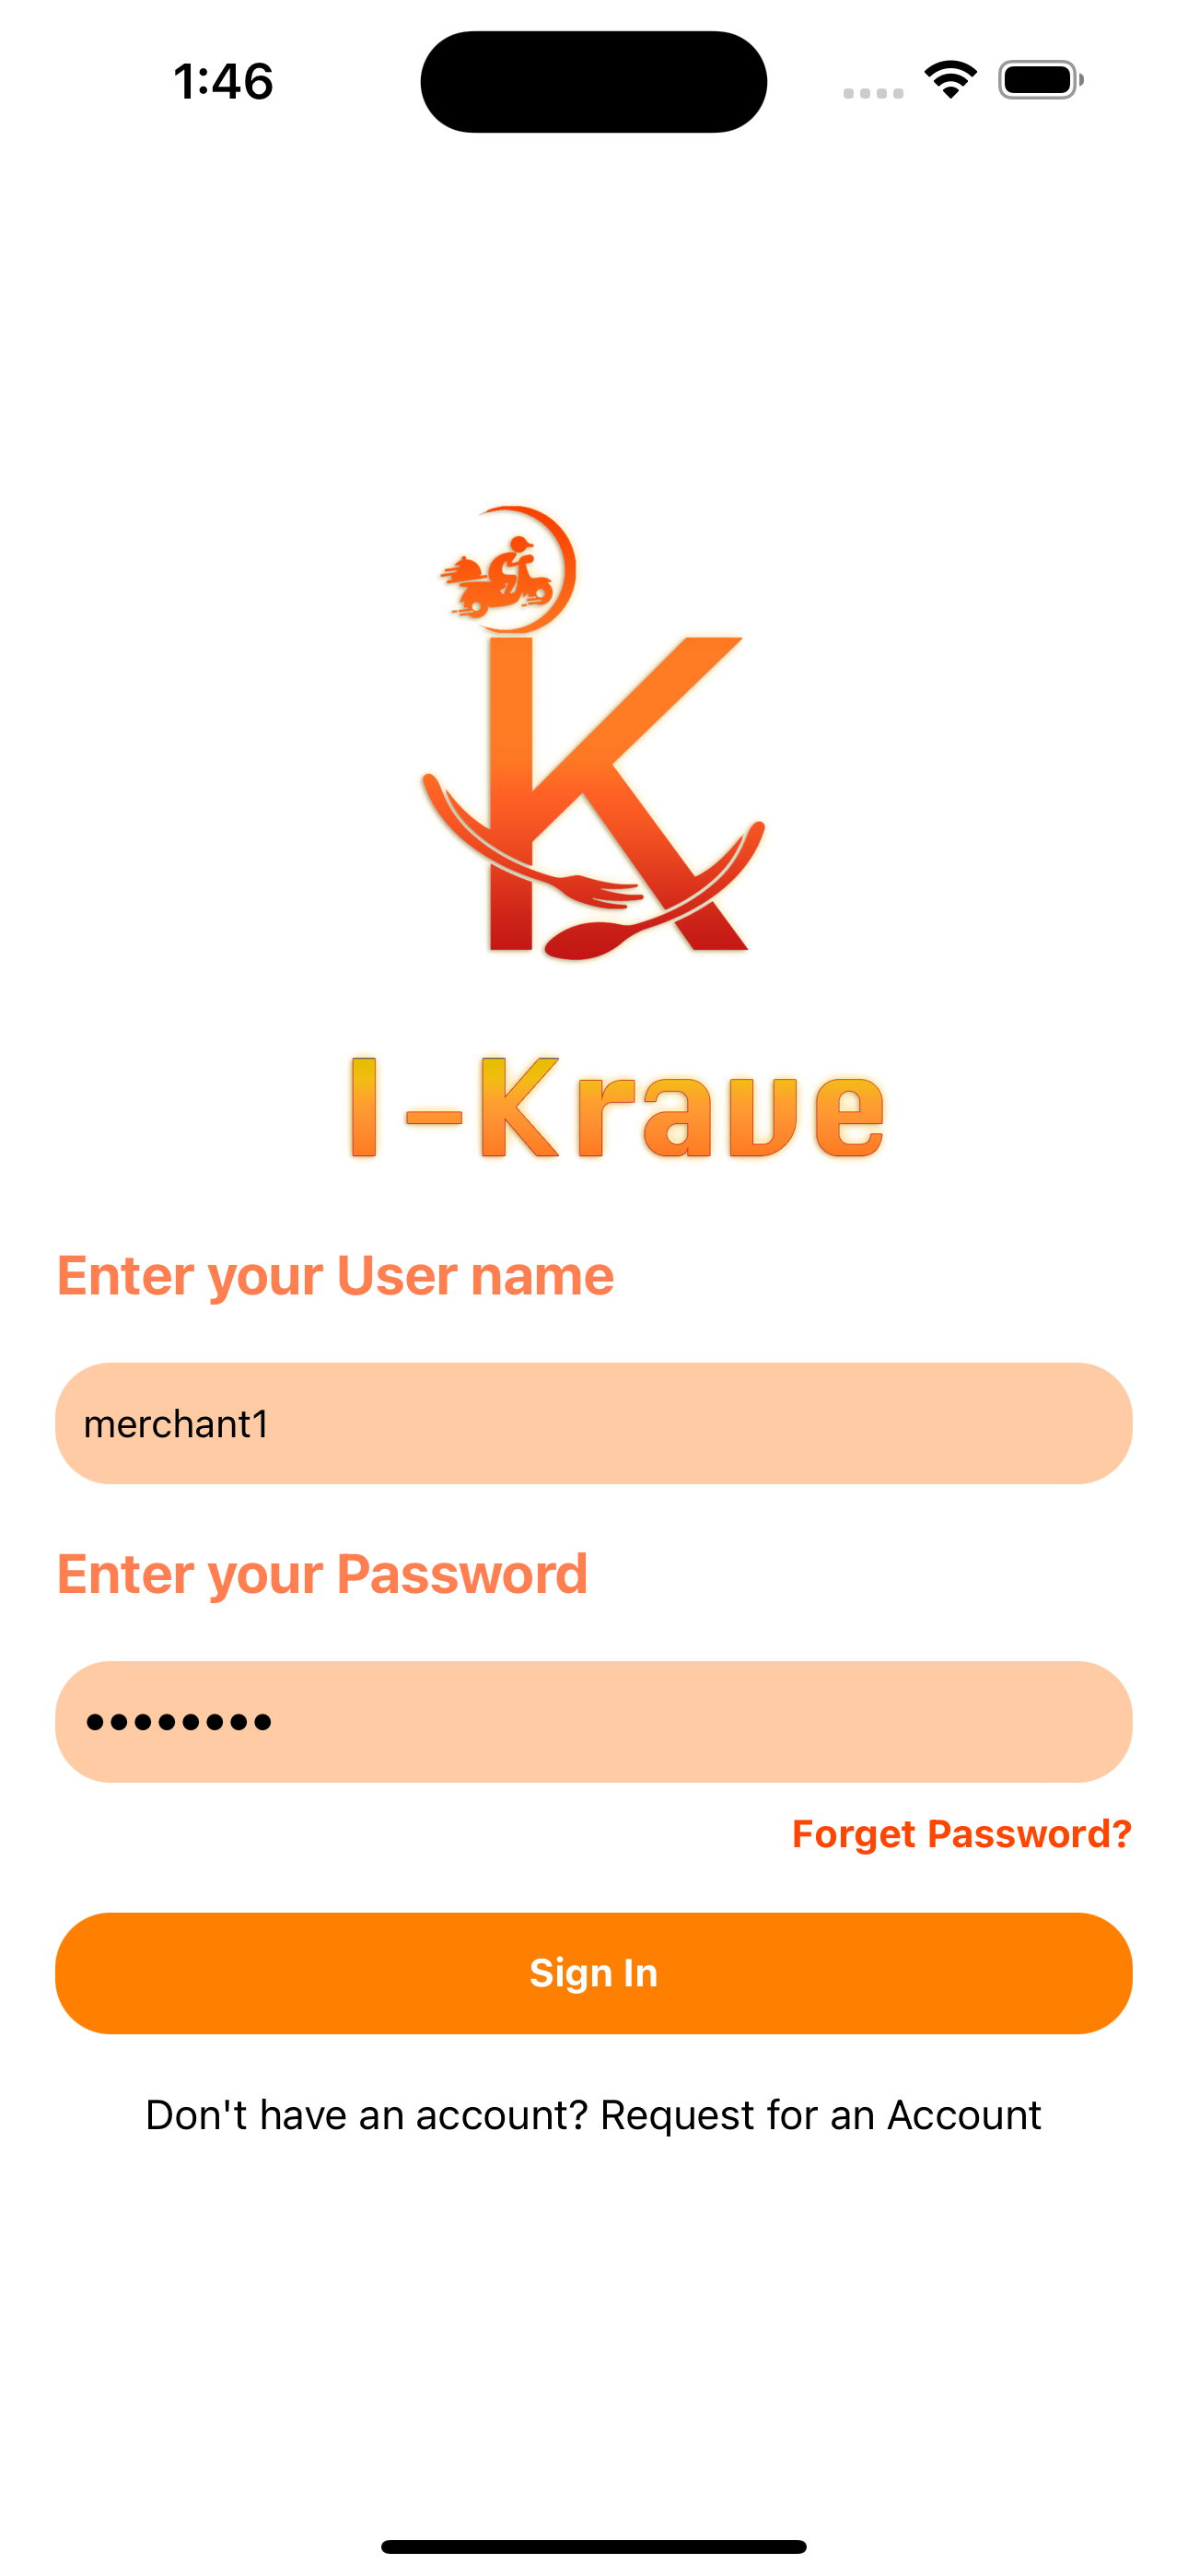 1:46
iK
I-Krave
Enter your User name
merchant1
Enter your Password
••••••••
Forget Password?
Sign In
Don't have an account? Request for an Account